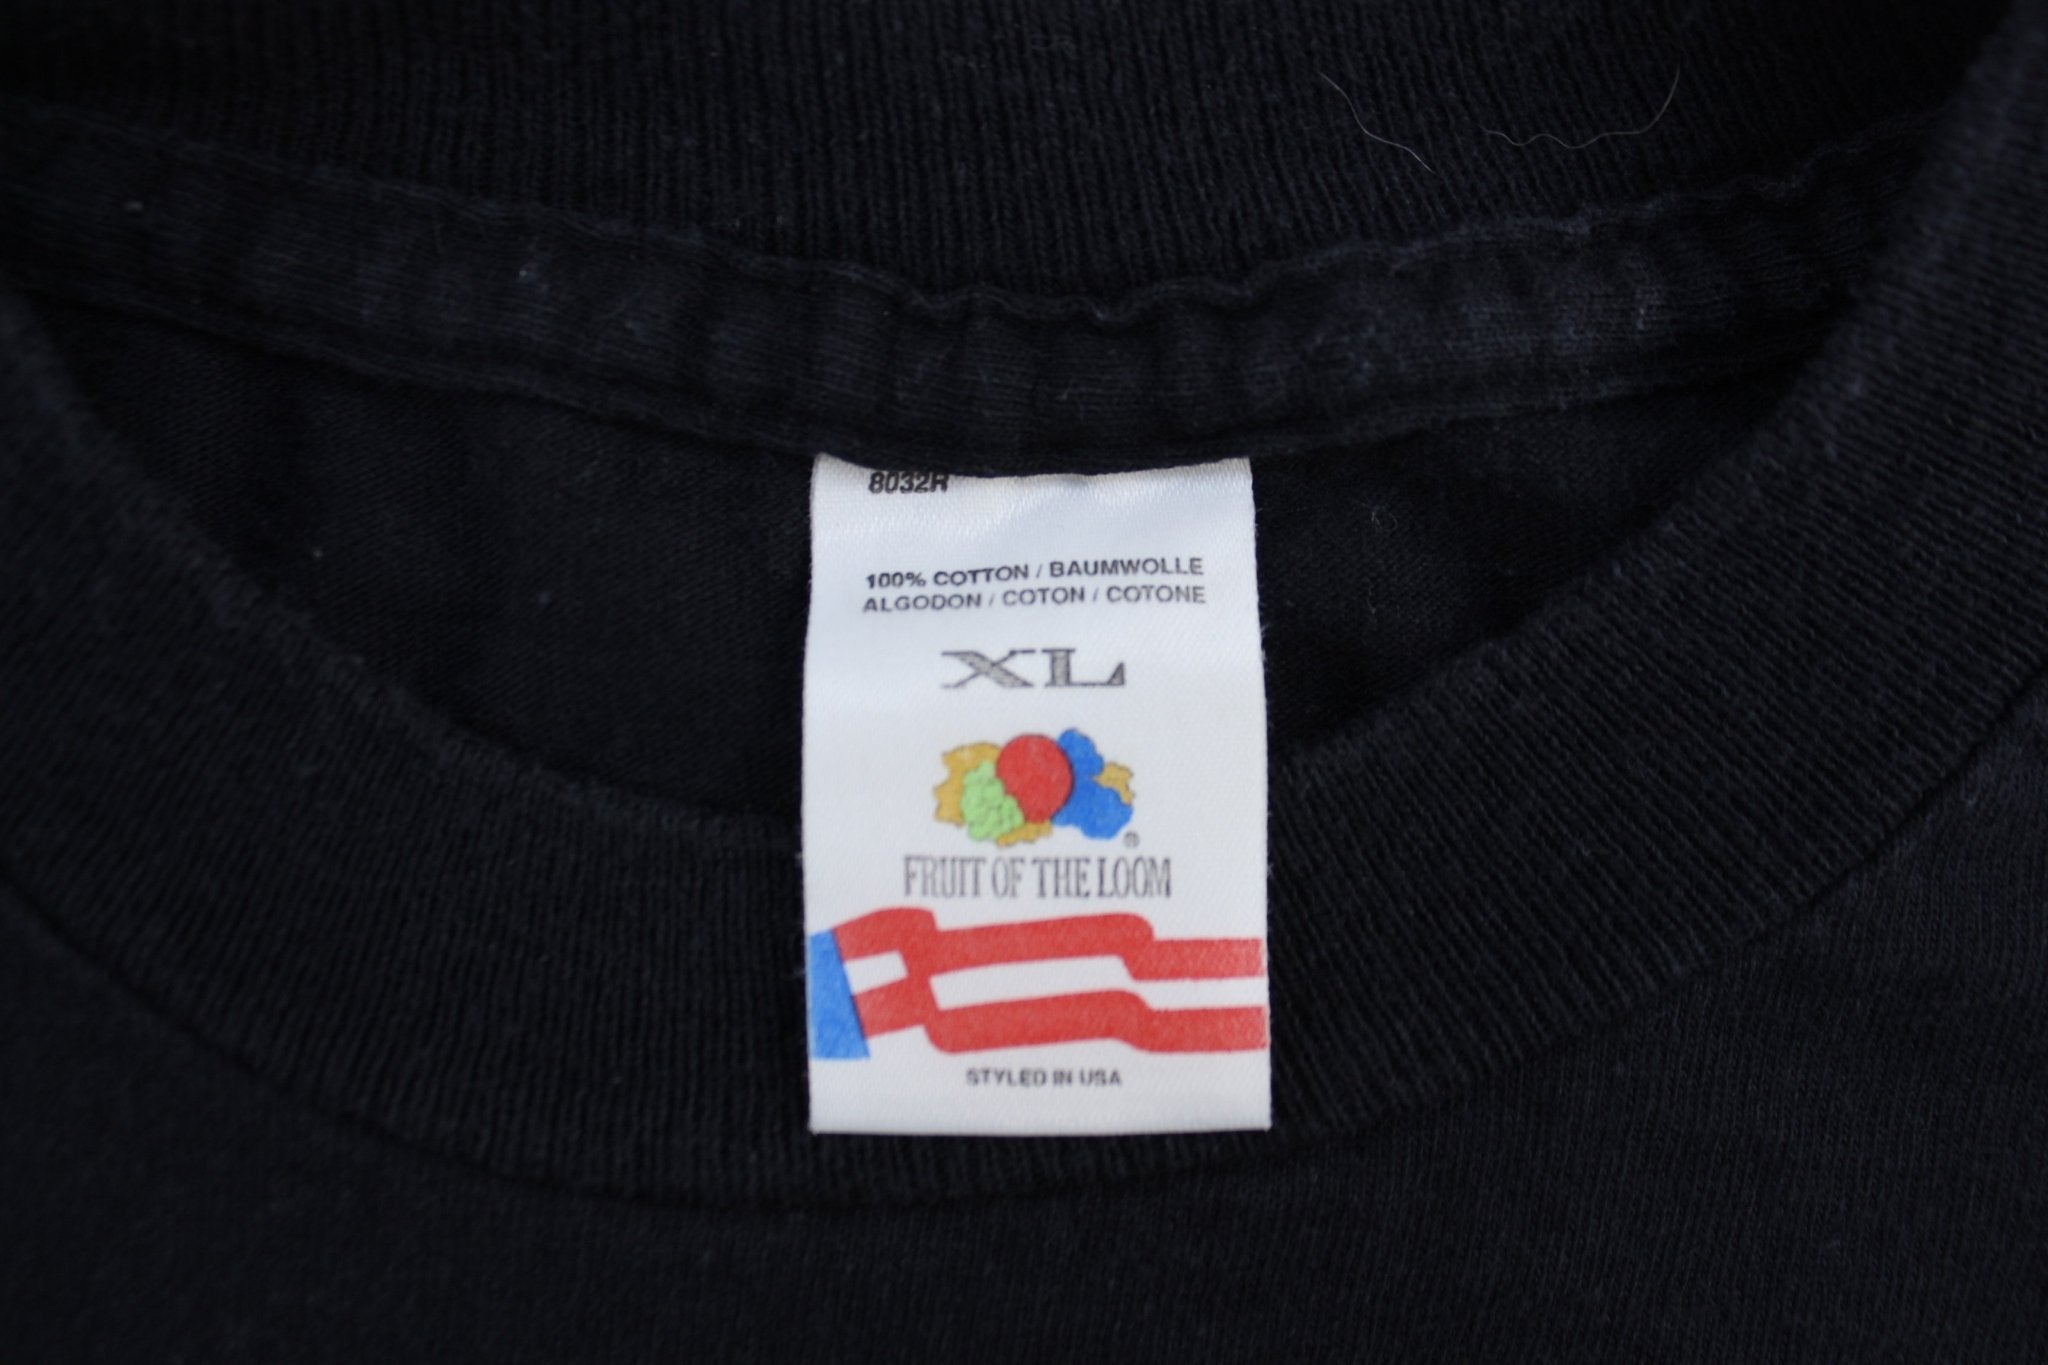 8032R
100% COTTON / BAUMWOLLE
ALGODON / COTON / COTONE
XL
®
FRUIT OF THE LOOM
STYLED IN USA